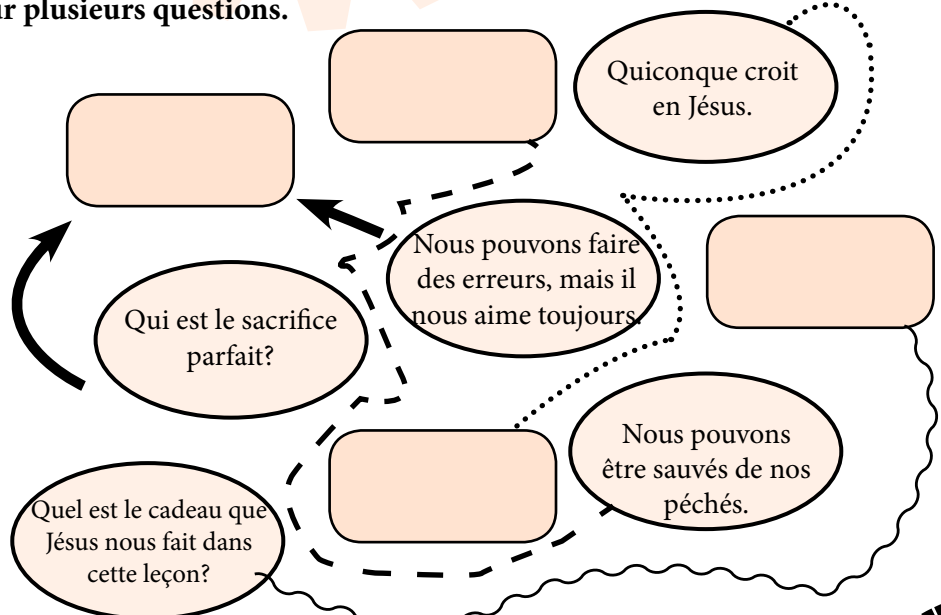 plusieurs questions.
Quiconque croit
en Jésus.
Nous pouvons faire
des erreurs, mais il
nous aime toujours.
Qui est le sacrifice
parfait?
Nous pouvons
être sauvés de nos
péchés.
Quel est le cadeau que
Jésus nous fait dans
cette leçon?